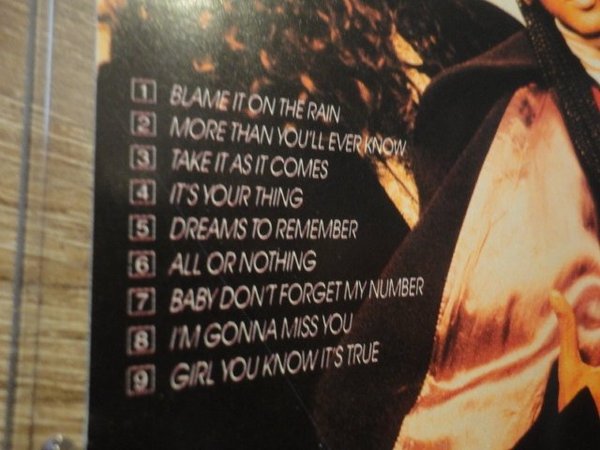 1 BLAME IT ON THE RAIN
2 MORE THAN YOU'LL EVER KNOW
3 TAKE IT AS IT COMES
4 IT'S YOUR THING
5 DREAMS TO REMEMBER
6 ALL OR NOTHING
7 BABY DON'T FORGET MY NUMBER
8 I'M GONNA MISS YOU
9 GIRL YOU KNOW IT'S TRUE